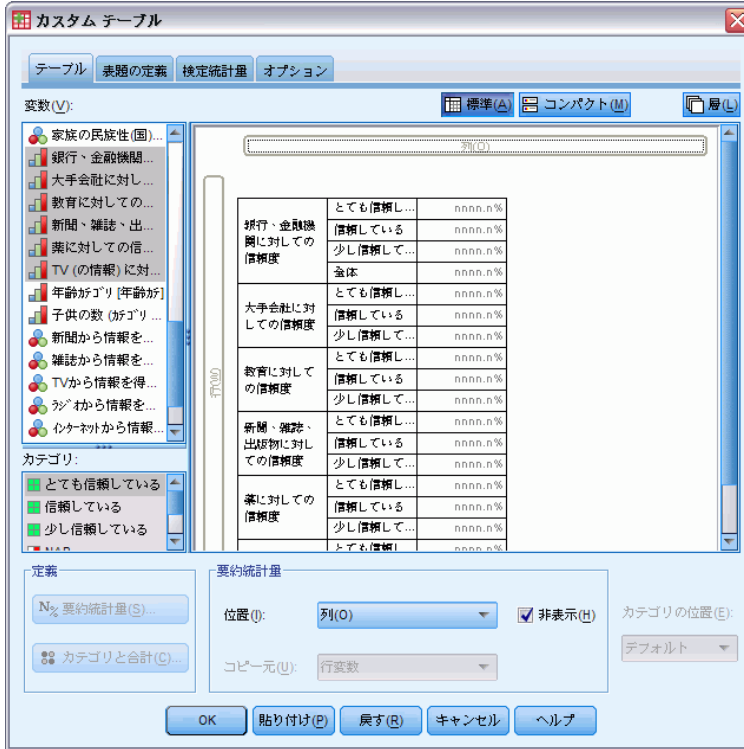 カスタム テーブル
テーブル 表題の定義 検定統計量 オプション
変数(V):
標準(A) コンパクト(M) 層(L)
家族の民族性(国)...
銀行、金融機関...
大手会社に対し...
教育に対しての...
新聞、雑誌、出...
薬に対しての信...
TV (の情報) に対...
年齢カテゴリ [年齢カテ]
子供の数 (カテゴリ ...
新聞から情報を...
雑誌から情報を...
TVから情報を得...
ラジオから情報を...
インターネットから情報...
カテゴリ:
とても信頼している
信頼している
少し信頼している
列(O)
行(W)
銀行、金融機関に対しての信頼度
とても信頼し... nnnn.n%
信頼している nnnn.n%
少し信頼して... nnnn.n%
全体 nnnn.n%
大手会社に対しての信頼度
とても信頼し... nnnn.n%
信頼している nnnn.n%
少し信頼して... nnnn.n%
教育に対しての信頼度
とても信頼し... nnnn.n%
信頼している nnnn.n%
少し信頼して... nnnn.n%
新聞、雑誌、出版物に対しての信頼度
とても信頼し... nnnn.n%
信頼している nnnn.n%
少し信頼して... nnnn.n%
薬に対しての信頼度
とても信頼し... nnnn.n%
信頼している nnnn.n%
少し信頼して... nnnn.n%
定義
N% 要約統計量(S)...
カテゴリと合計(C)...
要約統計量
位置(I): 列(O) 非表示(H)
コピー元(U): 行変数
カテゴリの位置(E):
デフォルト
OK 貼り付け(P) 戻す(R) キャンセル ヘルプ